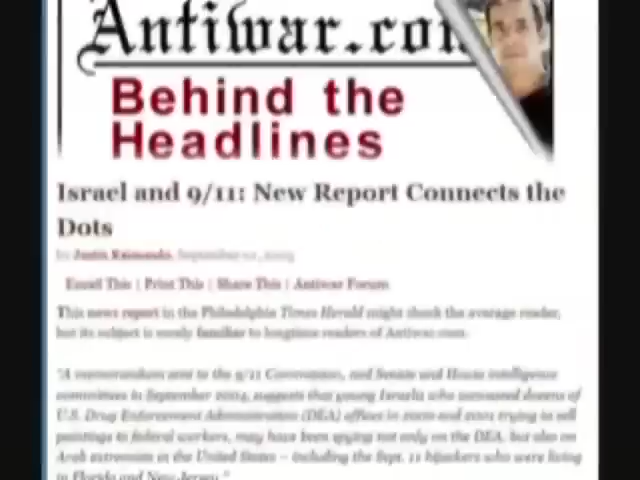 Antiwar.com
Behind the
Headlines
Israel and 9/11: New Report Connects the
Dots
by Justin Raimondo, September
Email This | Print This | Share This | Antiwar Forum
This news report in the Philadelphia Times Herald might shock the average reader,
but its subject is surely familiar to longtime readers of Antiwar.com:
"A memorandum sent to the 9/11 Commission, and Senate and House intelligence
committees in September 2004, suggests that young Israelis who canvassed dozens of
U.S. Drug Enforcement Administration (DEA) offices in 2000 and 2001 trying to sell
paintings to federal workers, may have been spying not only on the DEA, but also on
Arab extremists in the United States – including the Sept. 11 hijackers who were living
in Florida and New Jersey."